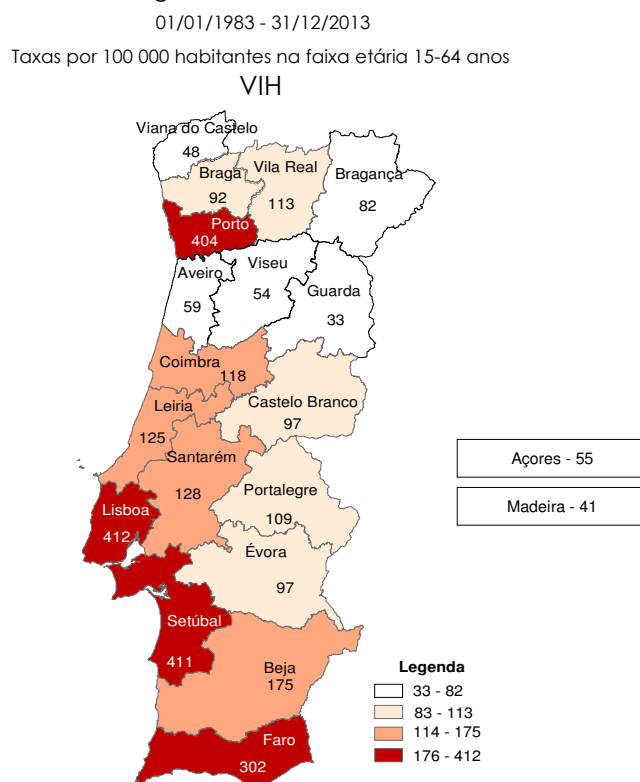 01/01/1983 - 31/12/2013
Taxas por 100 000 habitantes na faixa etária 15-64 anos
VIH
Viana do Castelo
48
Braga
92
Vila Real
113
Bragança
82
Porto
404
Aveiro
59
Viseu
54
Guarda
33
Coimbra
118
Leiria
125
Castelo Branco
97
Santarém
128
Açores - 55
Portalegre
109
Madeira - 41
Lisboa
412
Évora
97
Setúbal
411
Beja
175
Faro
302
Legenda
33 - 82
83 - 113
114 - 175
176 - 412